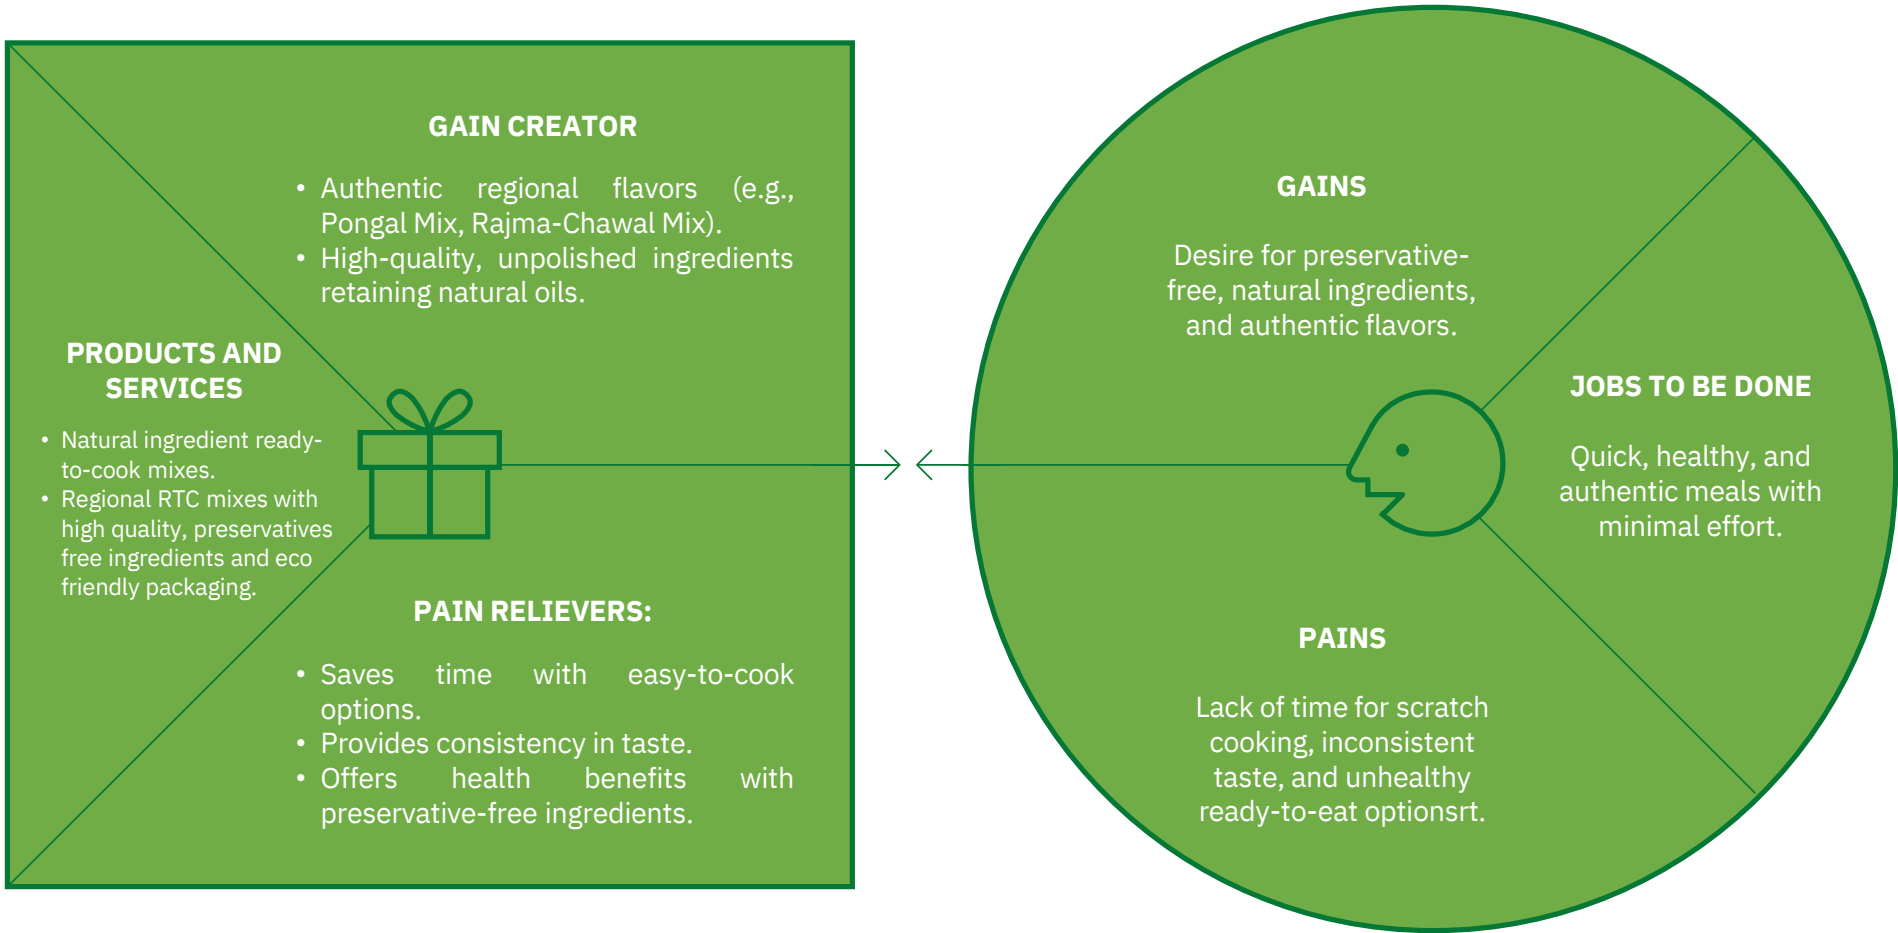 GAIN CREATOR
• Authentic regional flavors (e.g.,
Pongal Mix, Rajma-Chawal Mix).
• High-quality, unpolished ingredients
retaining natural oils.
PRODUCTS AND
SERVICES
• Natural ingredient ready-
to-cook mixes.
• Regional RTC mixes with
high quality, preservatives
free ingredients and eco
friendly packaging.
PAIN RELIEVERS:
• Saves time with easy-to-cook
options.
• Provides consistency in taste.
• Offers health benefits with
preservative-free ingredients.
GAINS
Desire for preservative-
free, natural ingredients,
and authentic flavors.
JOBS TO BE DONE
Quick, healthy, and
authentic meals with
minimal effort.
PAINS
Lack of time for scratch
cooking, inconsistent
taste, and unhealthy
ready-to-eat optionsrt.